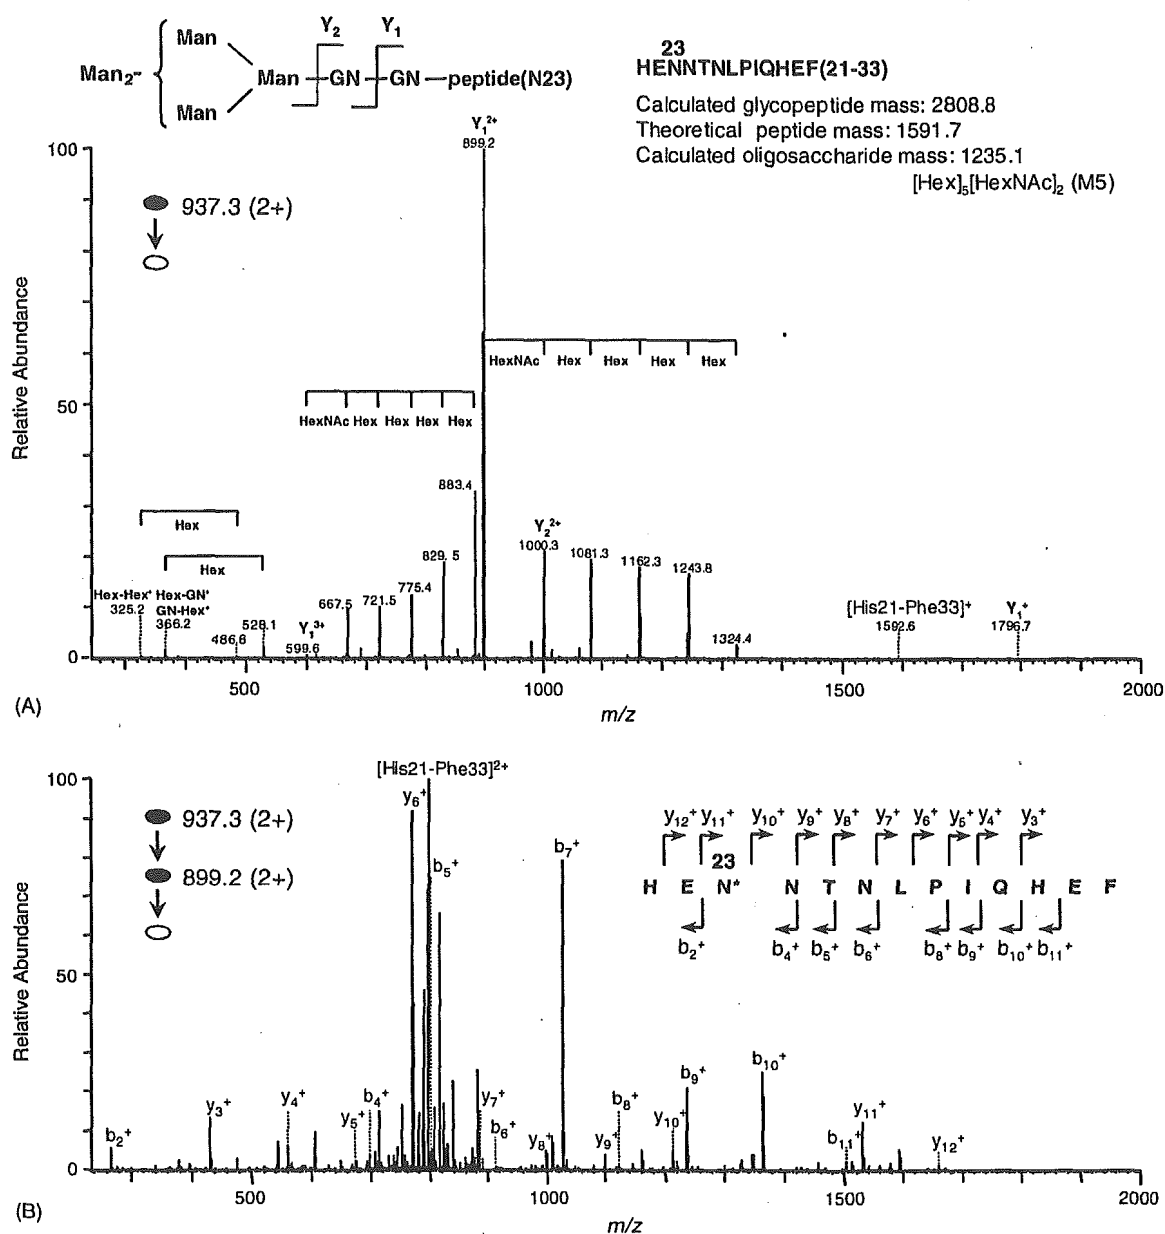 Y₂ Y₁
Man
Man₂- { Man GN GN peptide(N23)
Man
23
HENNTNLPIQHEF(21-33)
Calculated glycopeptide mass: 2808.8
Theoretical peptide mass: 1591.7
Calculated oligosaccharide mass: 1235.1
[Hex]₅[HexNAc]₂ (M5)
Y₁²⁺
899.2
100
50
0
Relative Abundance
937.3 (2+)
HexNAc Hex Hex Hex Hex
HexNAc Hex Hex Hex Hex
Hex
Hex
Hex-Hex⁺ Hex-GN⁺
325.2 GN-Hex⁺
366.2
486.6
528.1
Y₁³⁺
599.6
667.5
721.5
775.4
829.5
883.4
Y₂²⁺
1000.3
1081.3
1162.3
1243.8
1324.4
[His21-Phe33]⁺
1592.6
Y₁⁺
1796.7
500 1000 1500 2000
m/z
(A)
[His21-Phe33]²⁺
100
50
0
Relative Abundance
937.3 (2+)
899.2 (2+)
y₁₂⁺ y₁₁⁺ y₁₀⁺ y₉⁺ y₈⁺ y₇⁺ y₆⁺ y₅⁺ y₄⁺ y₃⁺
23
H E N* N T N L P I Q H E F
b₂⁺ b₄⁺ b₅⁺ b₆⁺ b₈⁺ b₉⁺ b₁₀⁺ b₁₁⁺
b₂⁺ y₃⁺ y₄⁺ y₅⁺ b₄⁺ y₆⁺ b₅⁺ y₇⁺ b₆⁺ y₈⁺ b₇⁺ y₉⁺ b₈⁺ y₁₀⁺ b₉⁺ b₁₀⁺ b₁₁⁺ y₁₁⁺ y₁₂⁺
500 1000 1500 2000
m/z
(B)